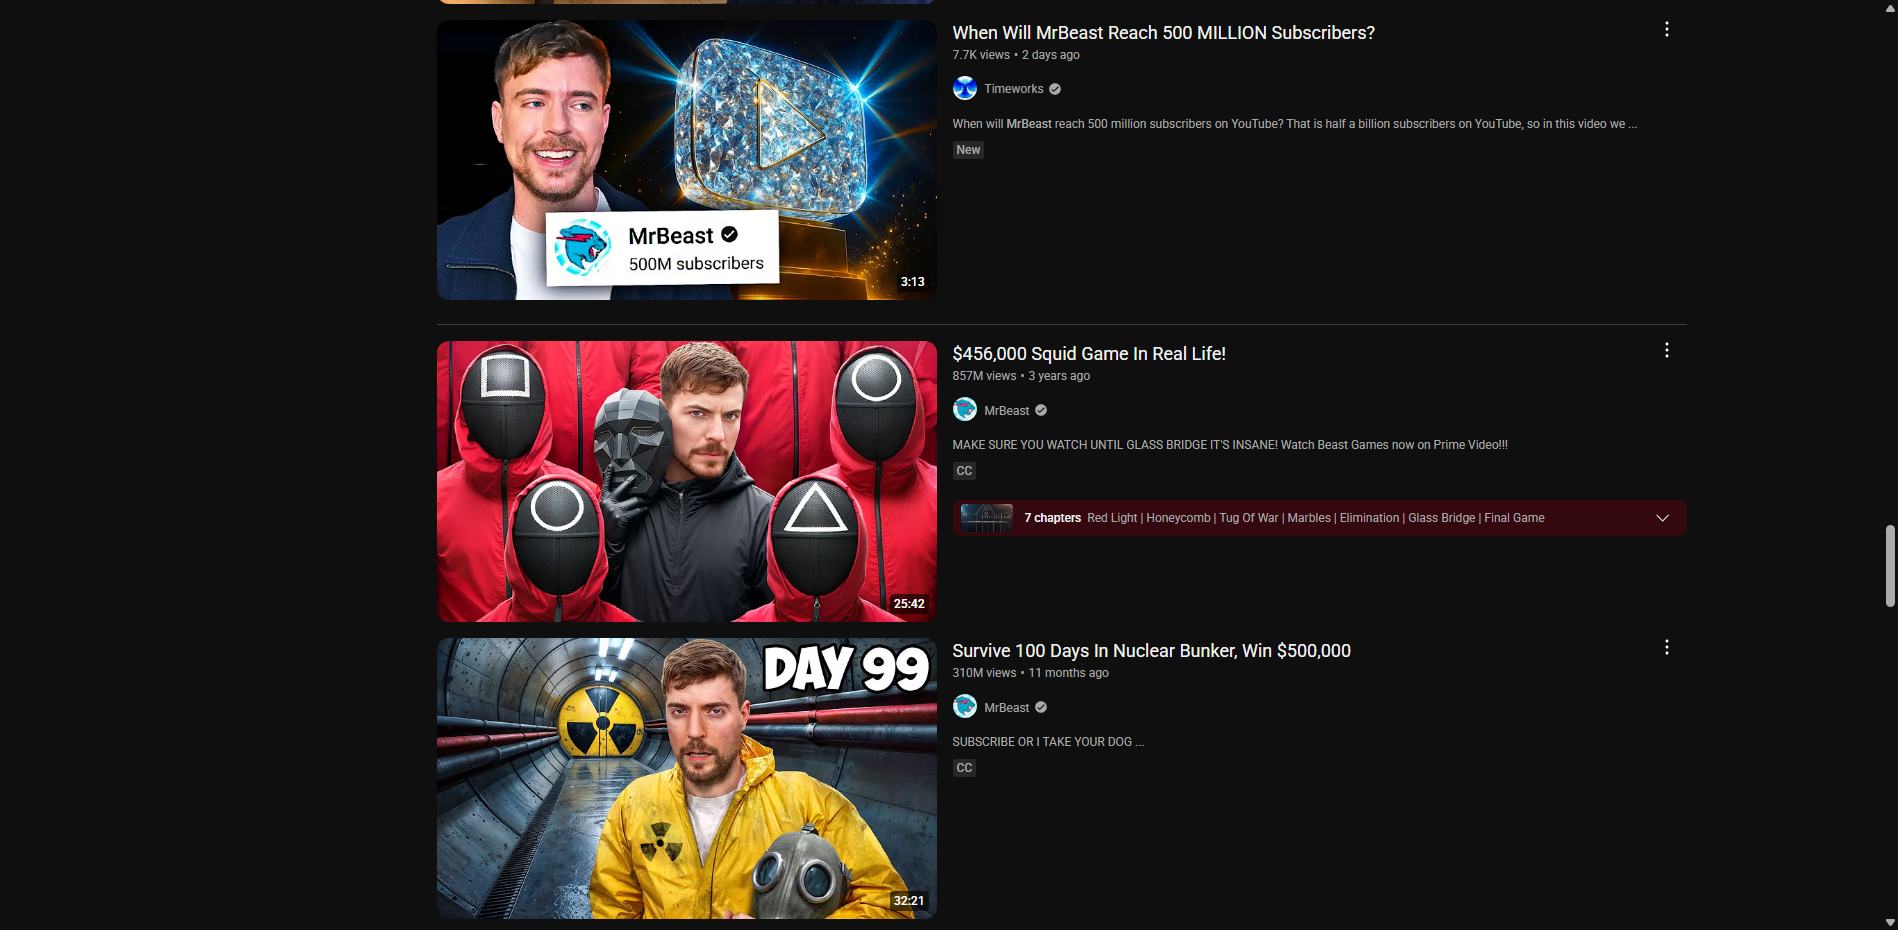 When Will MrBeast Reach 500 MILLION Subscribers?
7.7K views • 2 days ago
Timeworks
When will MrBeast reach 500 million subscribers on YouTube? That is half a billion subscribers on YouTube, so in this video we ...
New
MrBeast
500M subscribers
3:13
$456,000 Squid Game In Real Life!
857M views • 3 years ago
MrBeast
MAKE SURE YOU WATCH UNTIL GLASS BRIDGE IT'S INSANE! Watch Beast Games now on Prime Video!!!
CC
7 chapters Red Light | Honeycomb | Tug Of War | Marbles | Elimination | Glass Bridge | Final Game
25:42
Survive 100 Days In Nuclear Bunker, Win $500,000
310M views • 11 months ago
MrBeast
SUBSCRIBE OR I TAKE YOUR DOG ...
CC
DAY 99
32:21